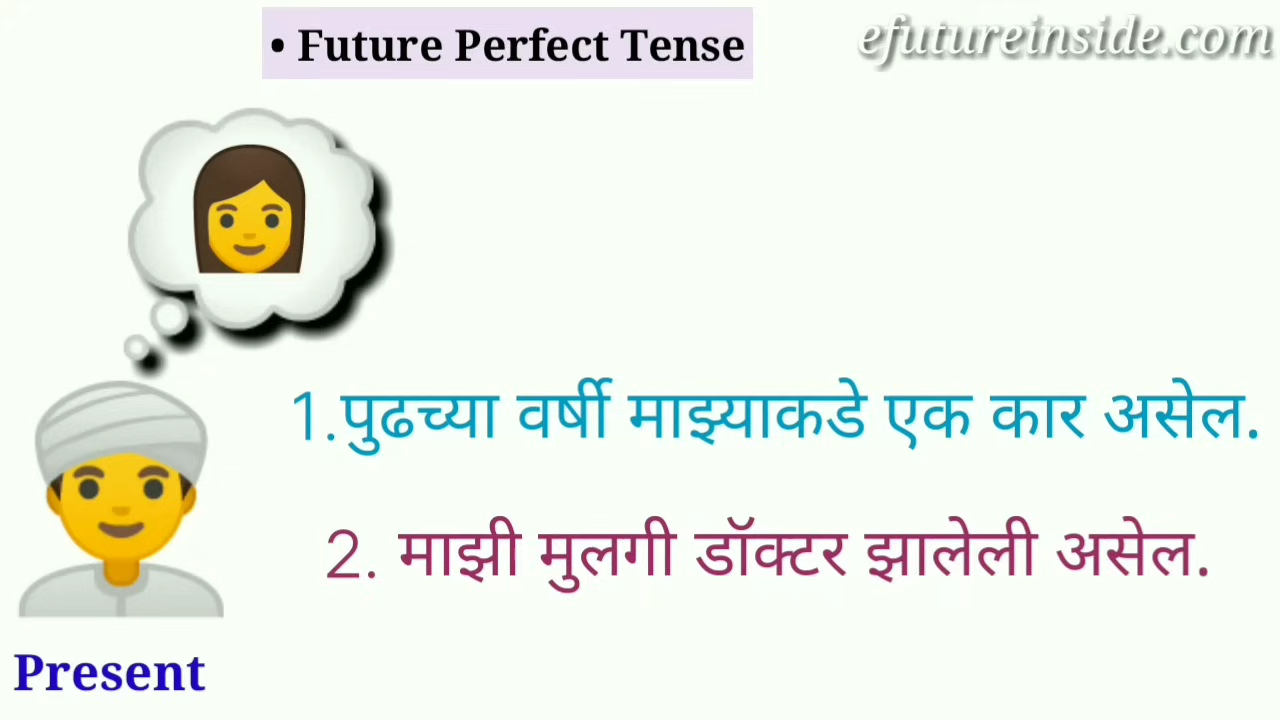 • Future Perfect Tense
efutureinside.com
1.पुढच्या वर्षी माझ्याकडे एक कार असेल.
2. माझी मुलगी डॉक्टर झालेली असेल.
Present